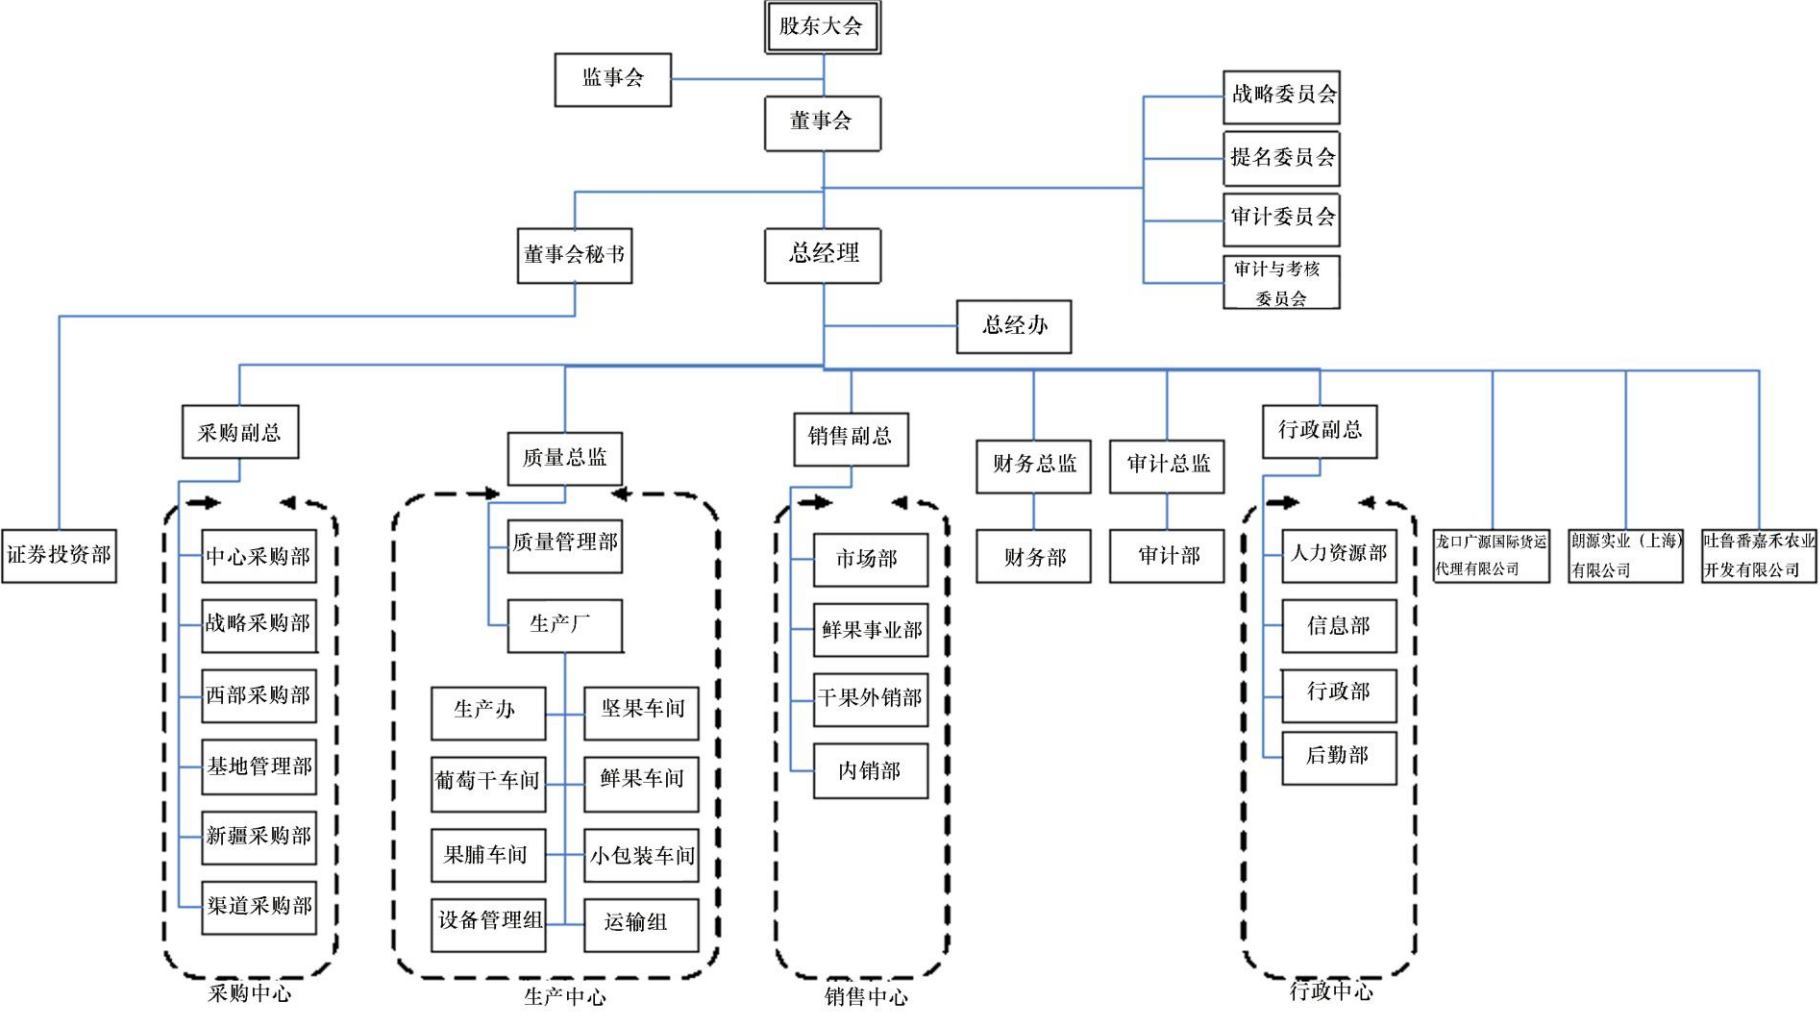 股东大会
监事会
董事会
战略委员会
提名委员会
审计委员会
审计与考核
委员会
董事会秘书
总经理
总经办
采购副总
质量总监
销售副总
财务总监
审计总监
行政副总
证券投资部
中心采购部
战略采购部
西部采购部
基地管理部
新疆采购部
渠道采购部
采购中心
质量管理部
生产厂
生产办
坚果车间
葡萄干车间
鲜果车间
果脯车间
小包装车间
设备管理组
运输组
生产中心
市场部
鲜果事业部
干果外销部
内销部
销售中心
财务部
审计部
人力资源部
信息部
行政部
后勤部
行政中心
龙口广源国际货运
代理有限公司
朗源实业（上海）
有限公司
吐鲁番嘉禾农业
开发有限公司